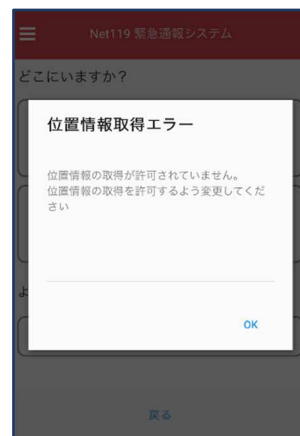 Net119 緊急通報システム
どこにいますか？
位置情報取得エラー
位置情報の取得が許可されていません。
位置情報の取得を許可するよう変更してくだ
さい
よ
OK
戻る